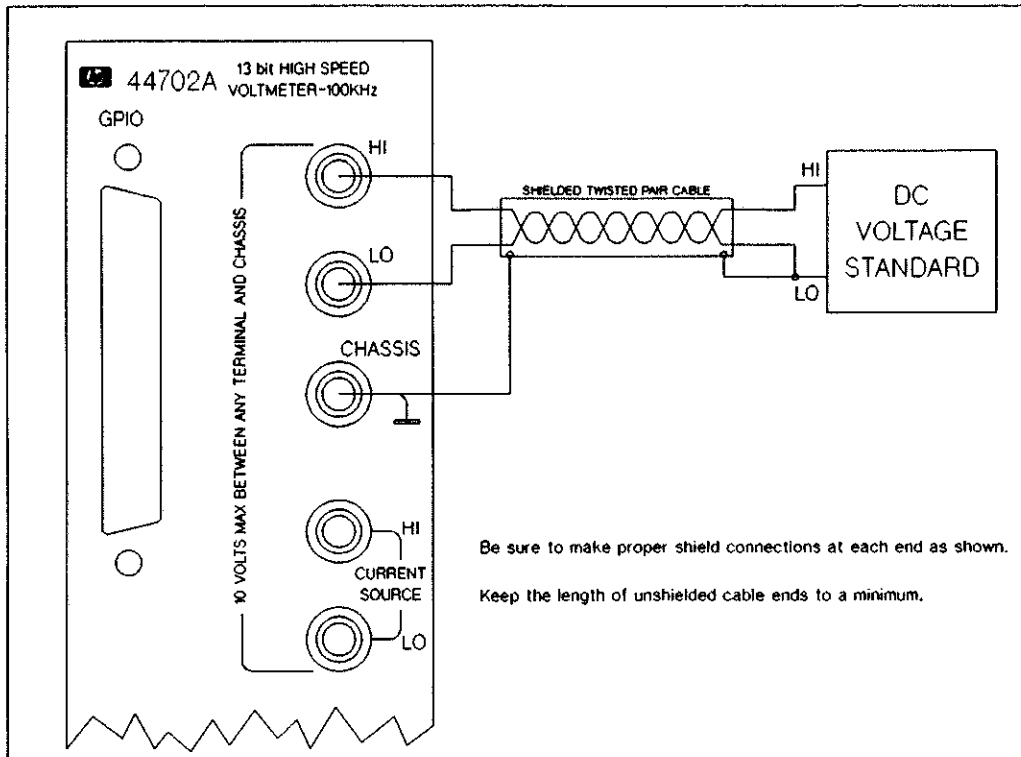 hp 44702A
13 bit HIGH SPEED
VOLTMETER-100KHz
GPIO
10 VOLTS MAX BETWEEN ANY TERMINAL AND CHASSIS
HI
LO
CHASSIS
HI
CURRENT
SOURCE
LO
SHIELDED TWISTED PAIR CABLE
HI
LO
DC
VOLTAGE
STANDARD
Be sure to make proper shield connections at each end as shown.
Keep the length of unshielded cable ends to a minimum.